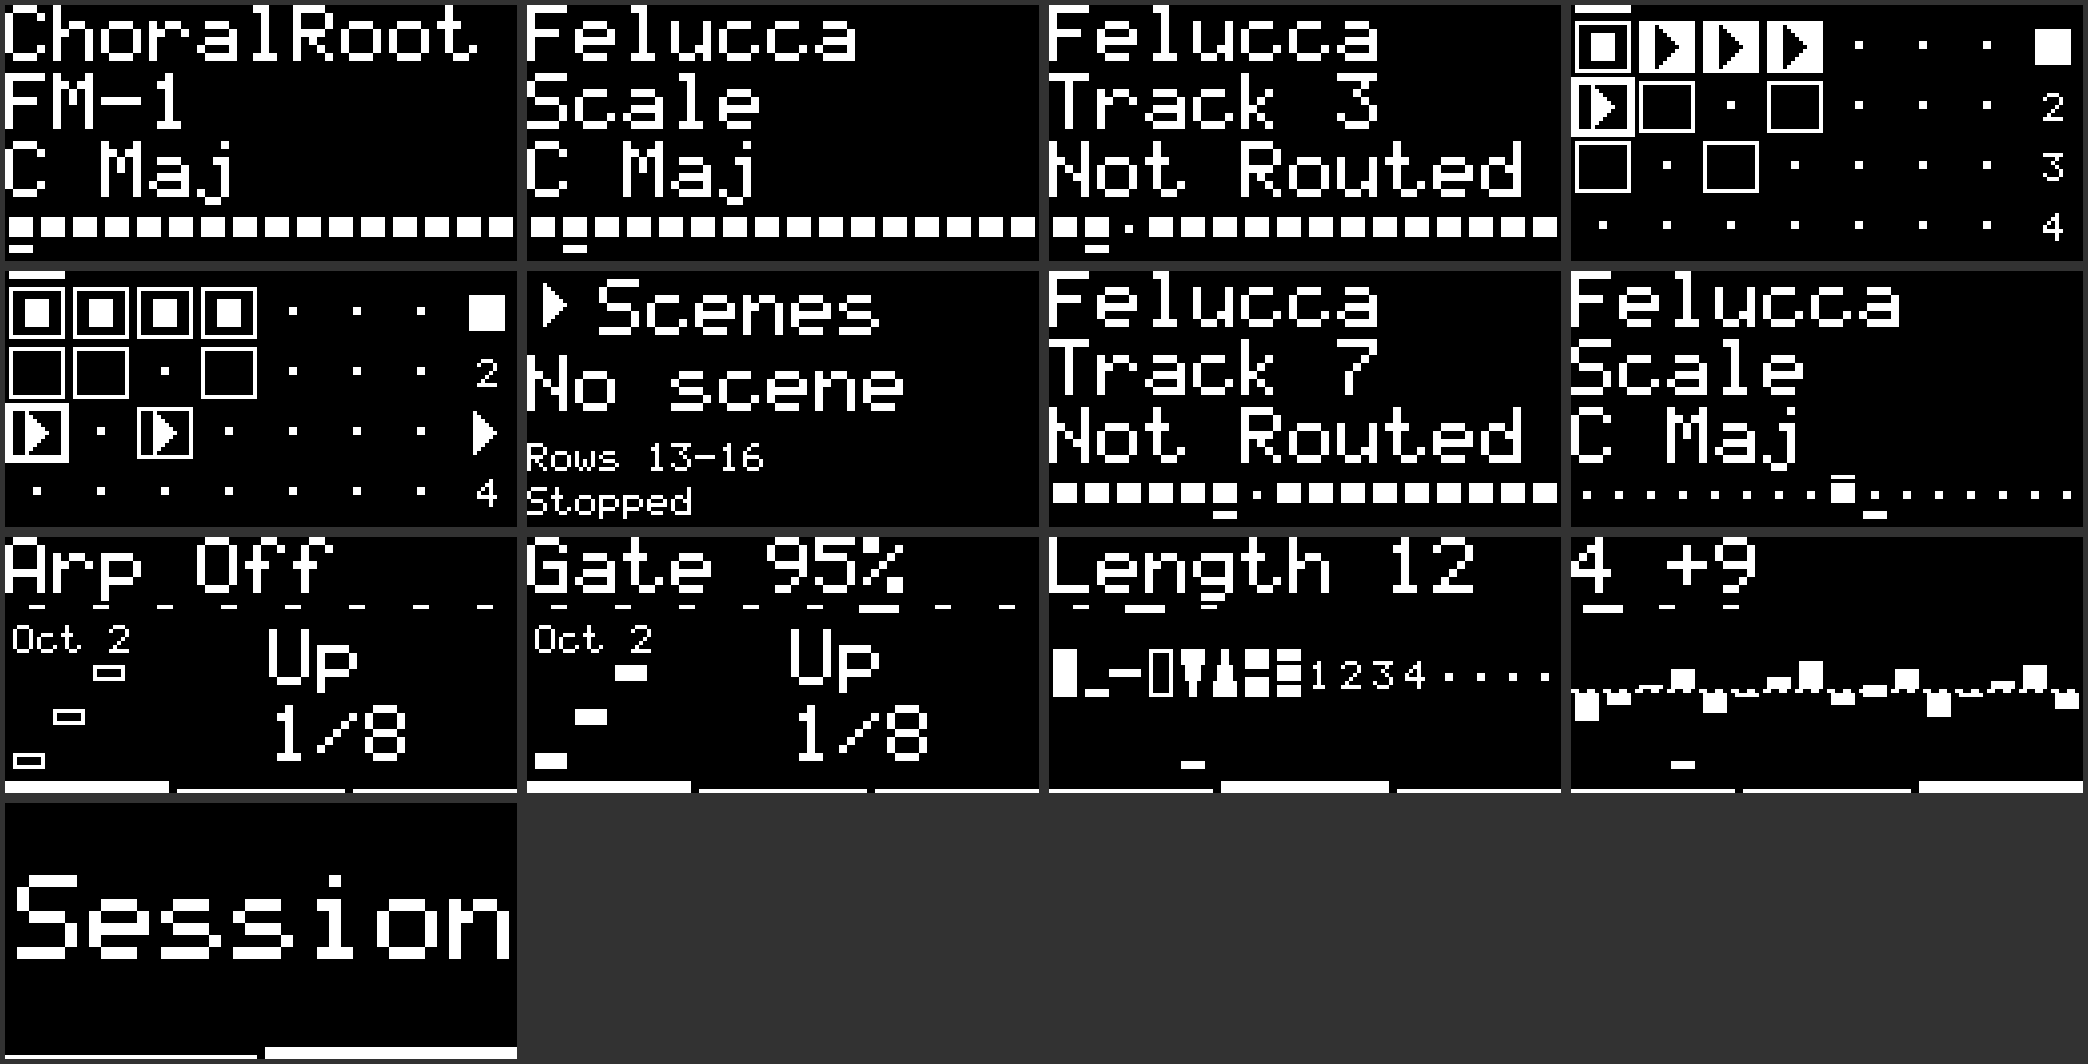 ChoralRoot
FM-1
C Maj
Felucca
Scale
C Maj
Felucca
Track 3
Not Routed
2
3
4
2
4
Scenes
No scene
Rows 13-16
Stopped
Felucca
Track 7
Not Routed
Felucca
Scale
C Maj
Arp Off
Oct 2
Up
1/8
Gate 95%
Oct 2
Up
1/8
Length 12
1234
4 +9
Session